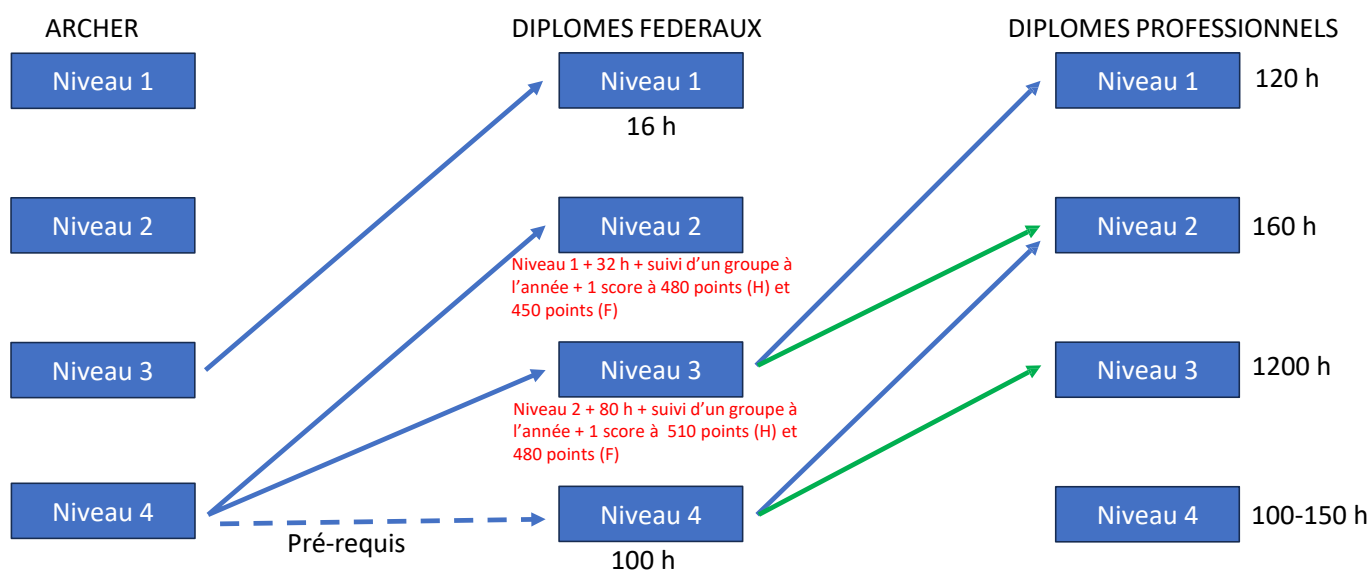 ARCHER
DIPLOMES FEDERAUX
DIPLOMES PROFESSIONNELS
Niveau 1
Niveau 1
16 h
Niveau 1
120 h
Niveau 2
Niveau 2
Niveau 1 + 32 h + suivi d'un groupe à
l'année + 1 score à 480 points (H) et
450 points (F)
Niveau 2
160 h
Niveau 3
Niveau 3
Niveau 2 + 80 h + suivi d'un groupe à
l'année + 1 score à 510 points (H) et
480 points (F)
Niveau 3
1200 h
Niveau 4
Pré-requis
Niveau 4
100 h
Niveau 4
100-150 h